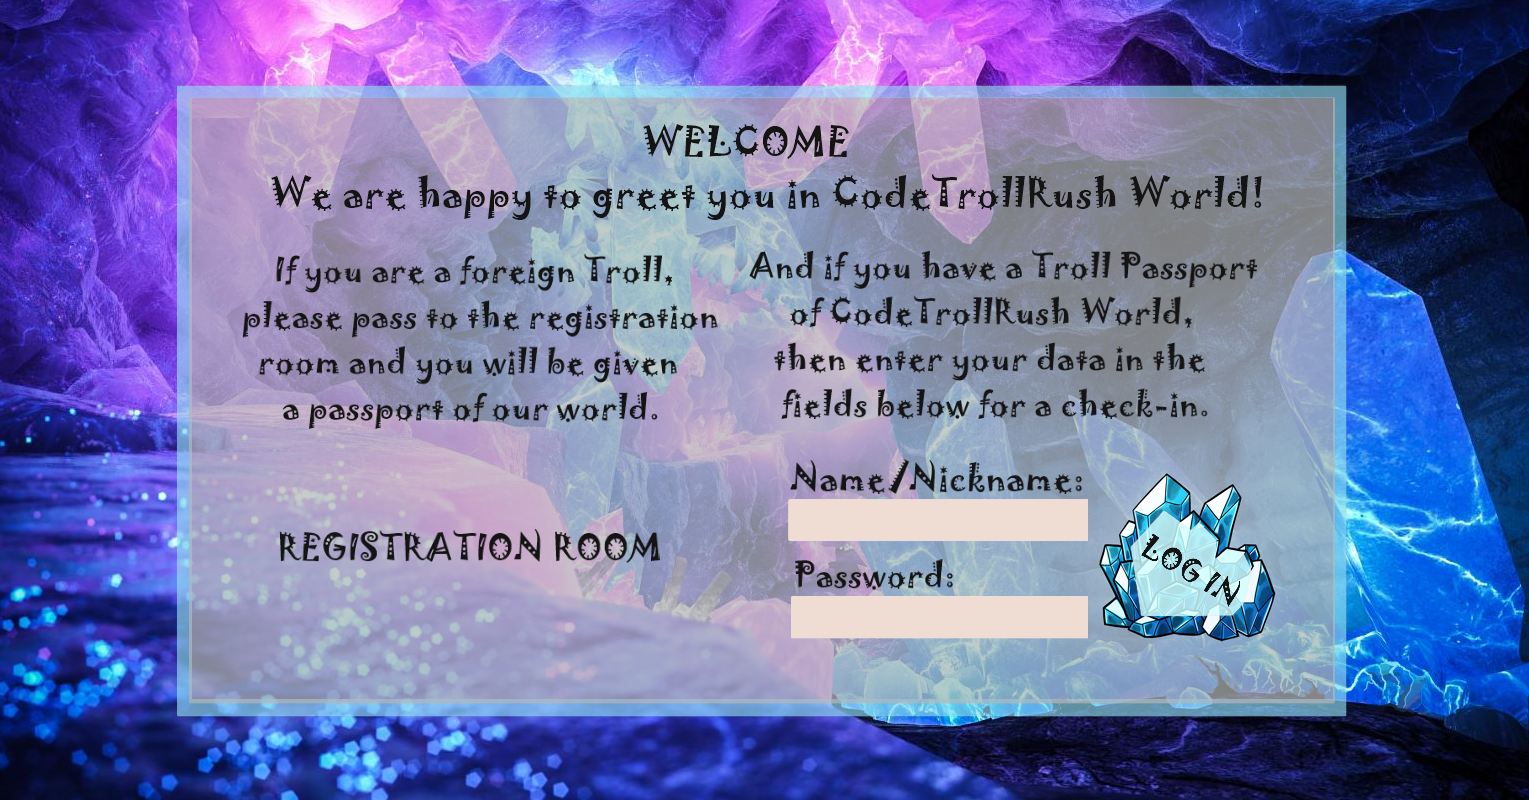 WELCOME
We are happy to greet you in CodeTrollRush World!
If you are a foreign Troll,
please pass to the registration
room and you will be given
a passport of our world.
REGISTRATION ROOM
And if you have a Troll Passport
of CodeTrollRush World,
then enter your data in the
fields below for a check-in.
Name/Nickname:
Password:
LOG IN